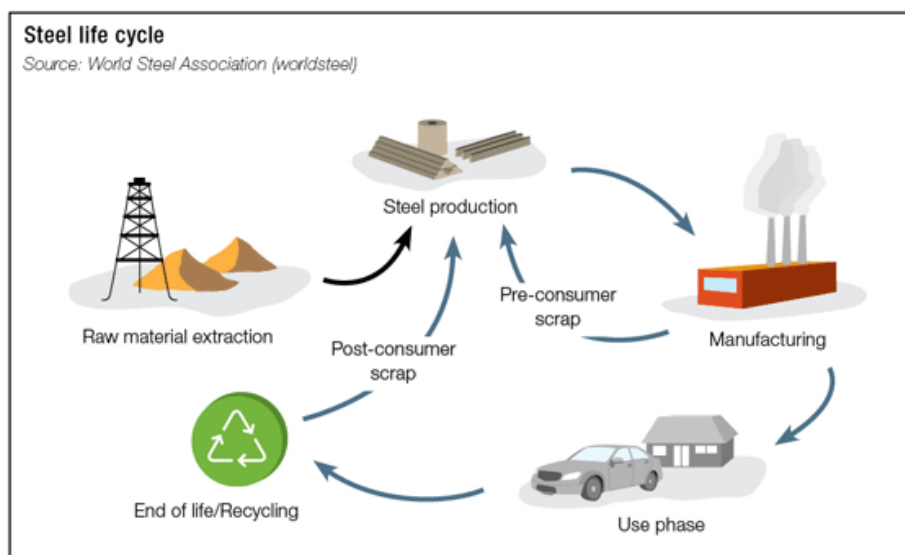 Steel life cycle
Source: World Steel Association (worldsteel)
Steel production
Raw material extraction
Pre-consumer
scrap
Manufacturing
Post-consumer
scrap
End of life/Recycling
Use phase